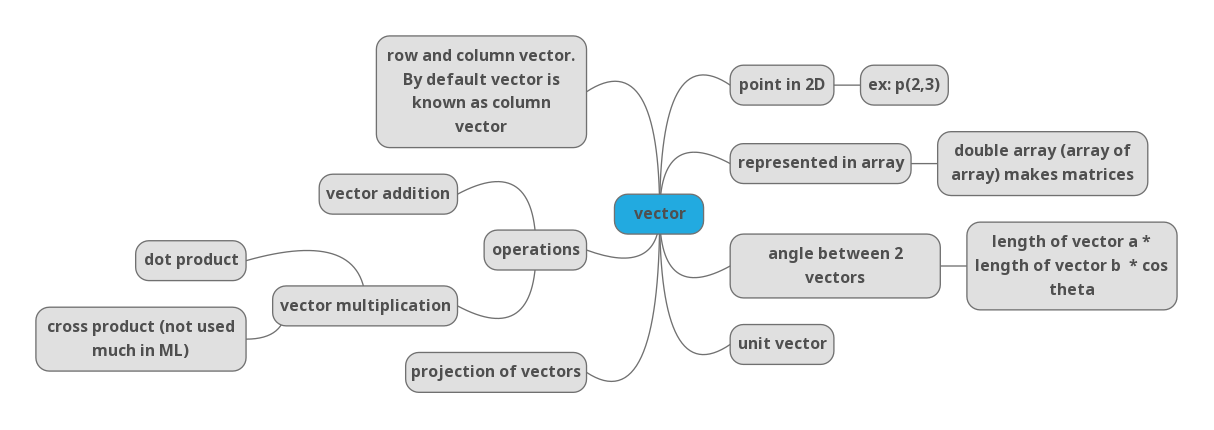 row and column vector.
By default vector is
known as column
vector
point in 2D
ex: p(2,3)
represented in array
double array (array of
array) makes matrices
vector addition
vector
operations
angle between 2
vectors
length of vector a *
length of vector b  * cos
theta
dot product
vector multiplication
cross product (not used
much in ML)
unit vector
projection of vectors